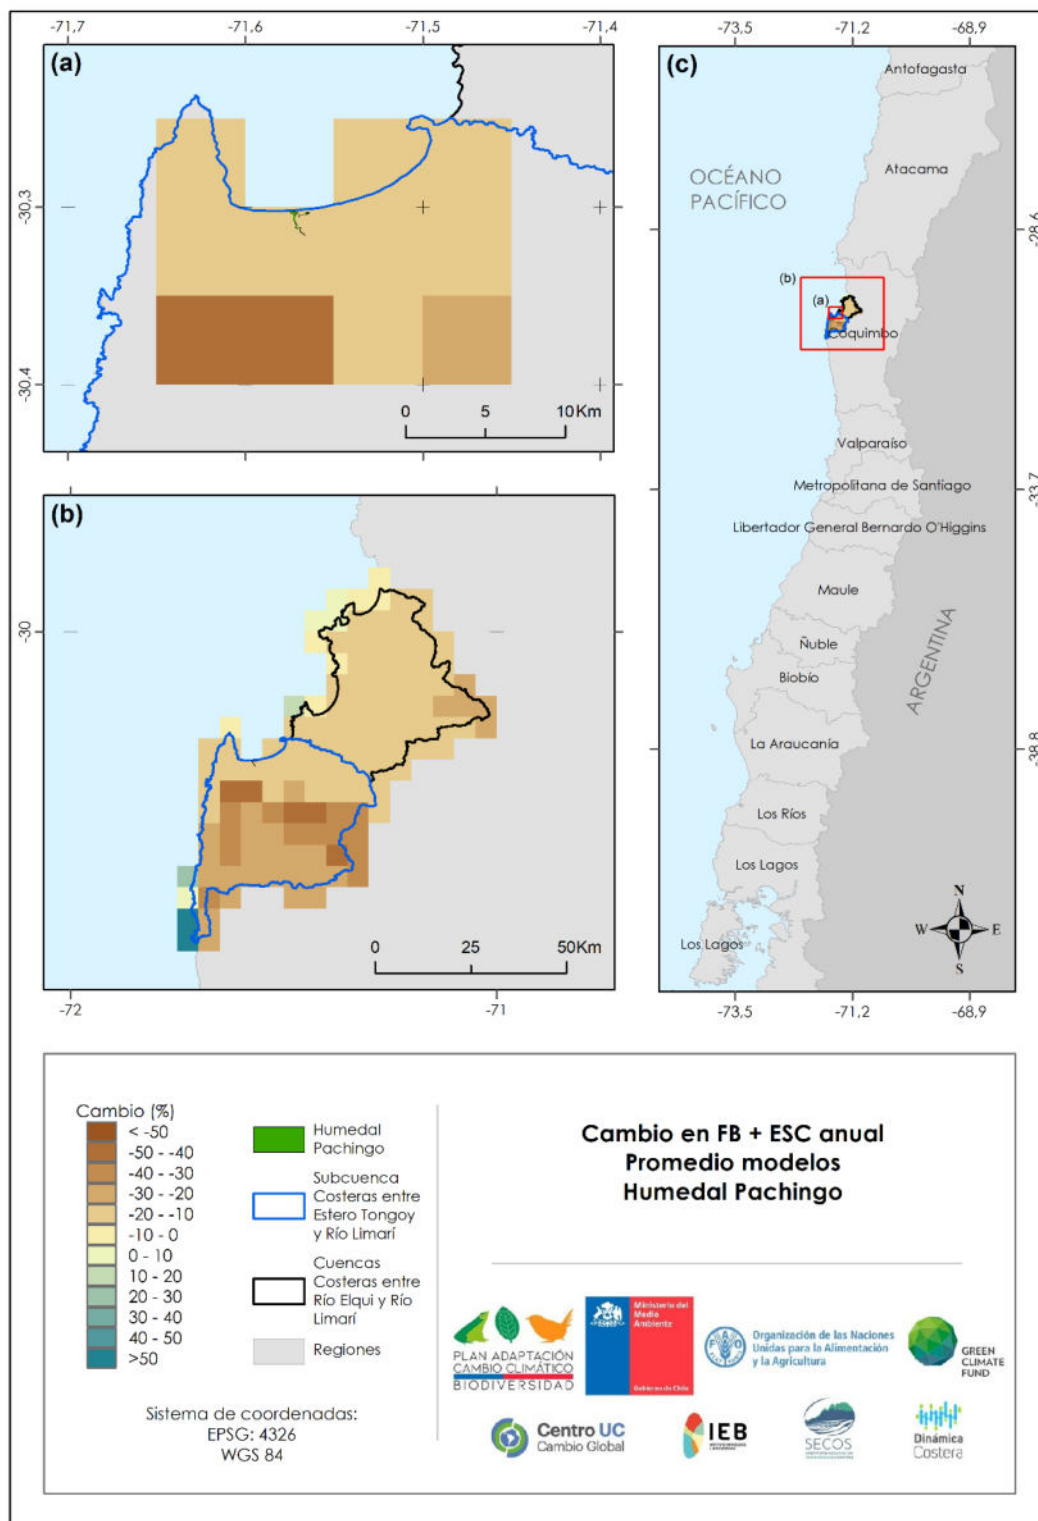 -71,7 -71,6 -71,5 -71,4
(a)
-30,3
-30,4
0 5 10Km
(b)
-30
0 25 50Km
-72 -71
-73.5 -71.2 -68.9
(c)
Antofagasta
Atacama
OCÉANO
PACÍFICO
(b)
(a)
Coquimbo
Valparaíso
Metropolitana de Santiago
Libertador General Bernardo O'Higgins
Maule
Ñuble
Biobío
ARGENTINA
La Araucanía
Los Ríos
Los Lagos
Los Lagos
N
W E
S
-73.5 -71.2 -68.9
Cambio (%)
< -50
-50 - -40
-40 - -30
-30 - -20
-20 - -10
-10 - 0
0 - 10
10 - 20
20 - 30
30 - 40
40 - 50
>50
Humedal
Pachingo
Subcuenca
Costeras entre
Estero Tongoy
y Río Limarí
Cuencas
Costeras entre
Río Elqui y Río
Limarí
Regiones
Sistema de coordenadas:
EPSG: 4326
WGS 84
Cambio en FB + ESC anual
Promedio modelos
Humedal Pachingo
PLAN ADAPTACIÓN
CAMBIO CLIMÁTICO
BIODIVERSIDAD
Ministerio del
Medio
Ambiente
Gobierno de Chile
FAO
Organización de las Naciones
Unidas para la Alimentación
y la Agricultura
GREEN
CLIMATE
FUND
Centro UC
Cambio Global
IEB
SECOS
Dinámica
Costera